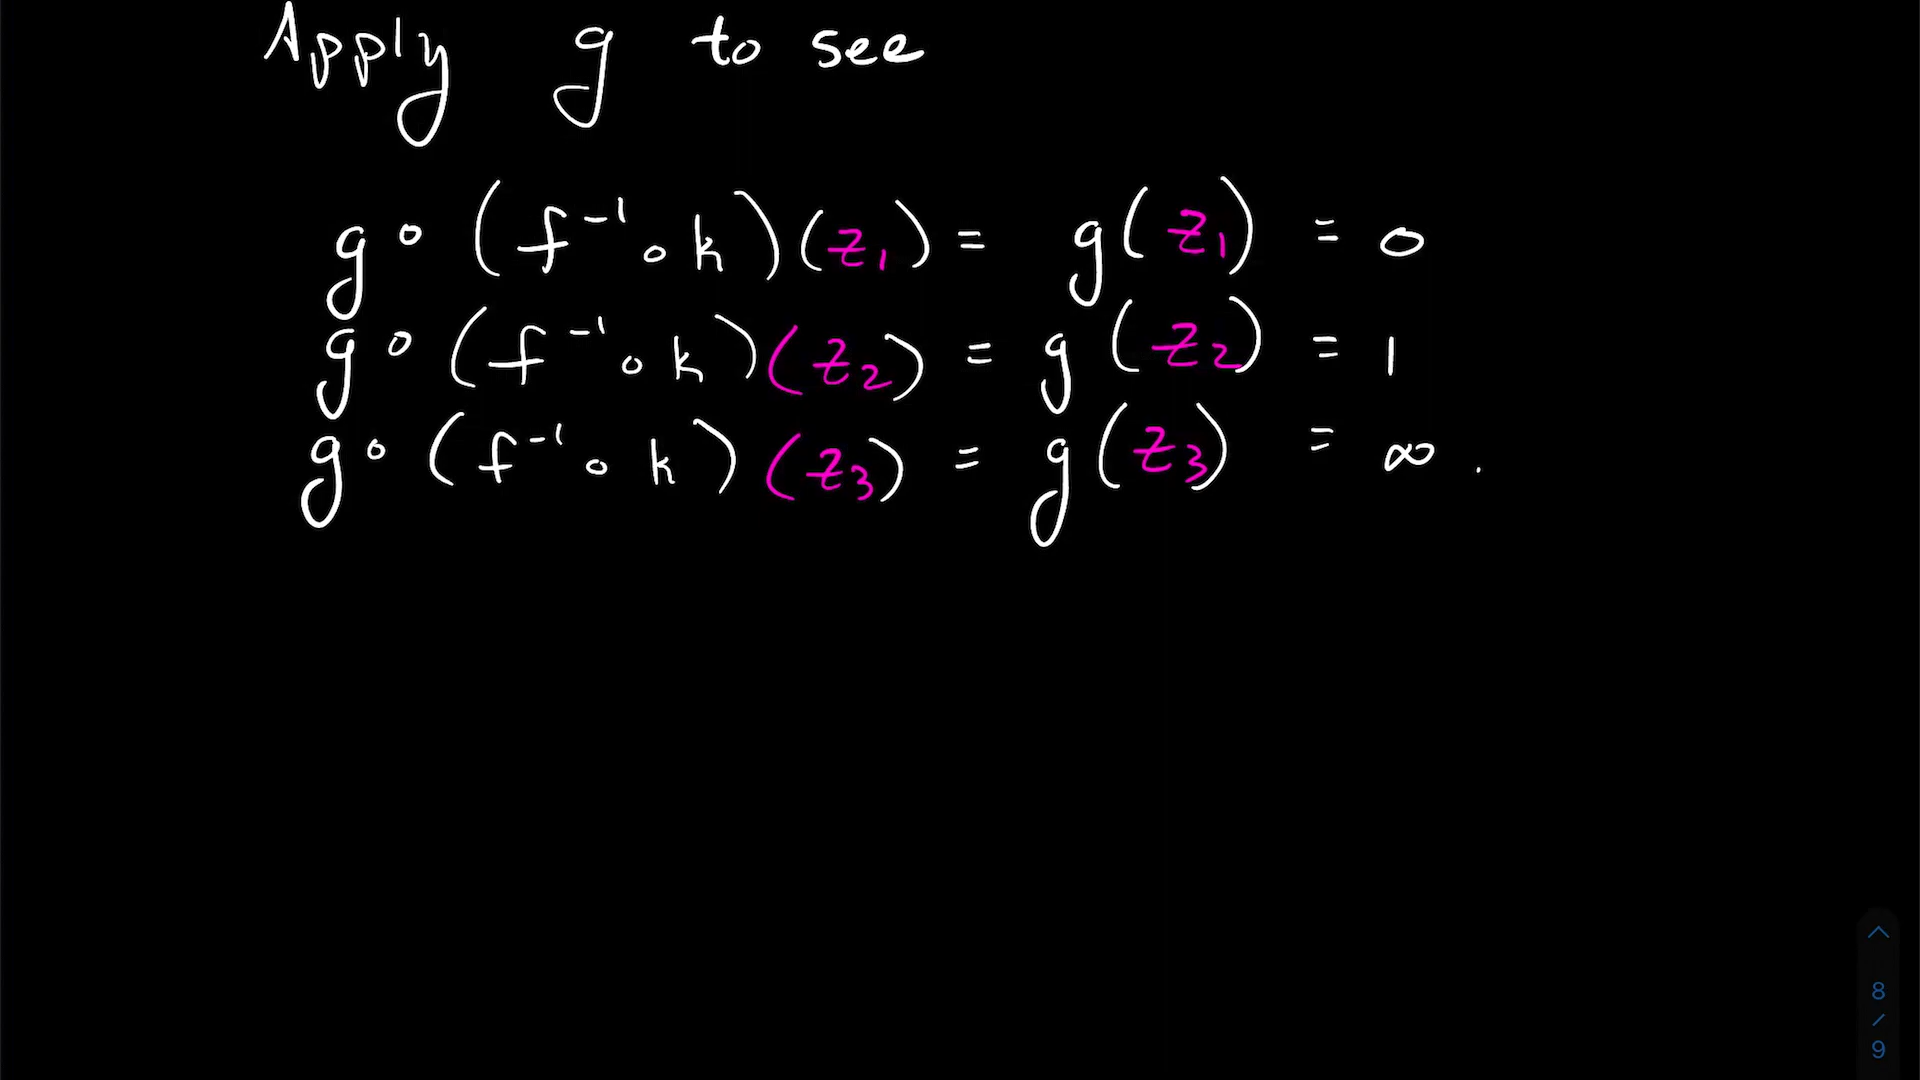 Apply g to see
g ∘ (f⁻¹ ∘ k)(z₁) = g(z₁) = 0
g ∘ (f⁻¹ ∘ k)(z₂) = g(z₂) = 1
g ∘ (f⁻¹ ∘ k)(z₃) = g(z₃) = ∞ .
8
/
9